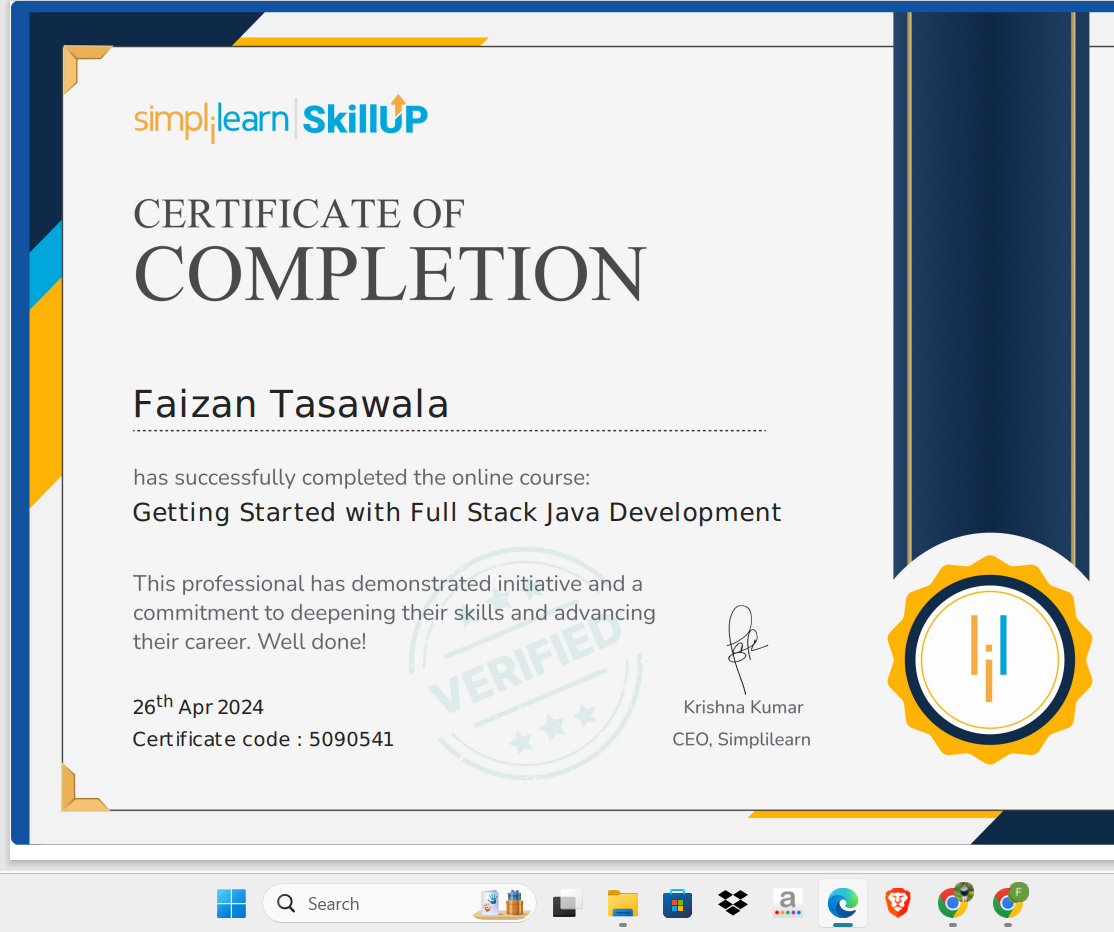 simplilearn | SkillUP
CERTIFICATE OF
COMPLETION
Faizan Tasawala
has successfully completed the online course:
Getting Started with Full Stack Java Development
This professional has demonstrated initiative and a
commitment to deepening their skills and advancing
their career. Well done!
VERIFIED
26th Apr 2024
Certificate code : 5090541
Krishna Kumar
CEO, Simplilearn
Search
a
F